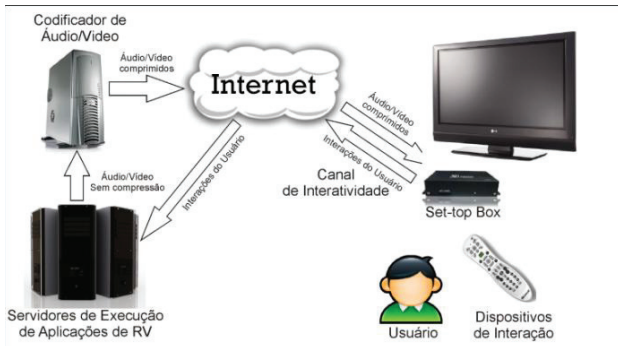 Codificador de
Áudio/Video
Áudio/Vídeo
comprimidos
Internet
Áudio/Vídeo
comprimidos
Interações do Usuário
Interações do Usuário
Canal
de Interatividade
Áudio/Vídeo
Sem compressão
Set-top Box
Servidores de Execução
de Aplicações de RV
Usuário
Dispositivos
de Interação